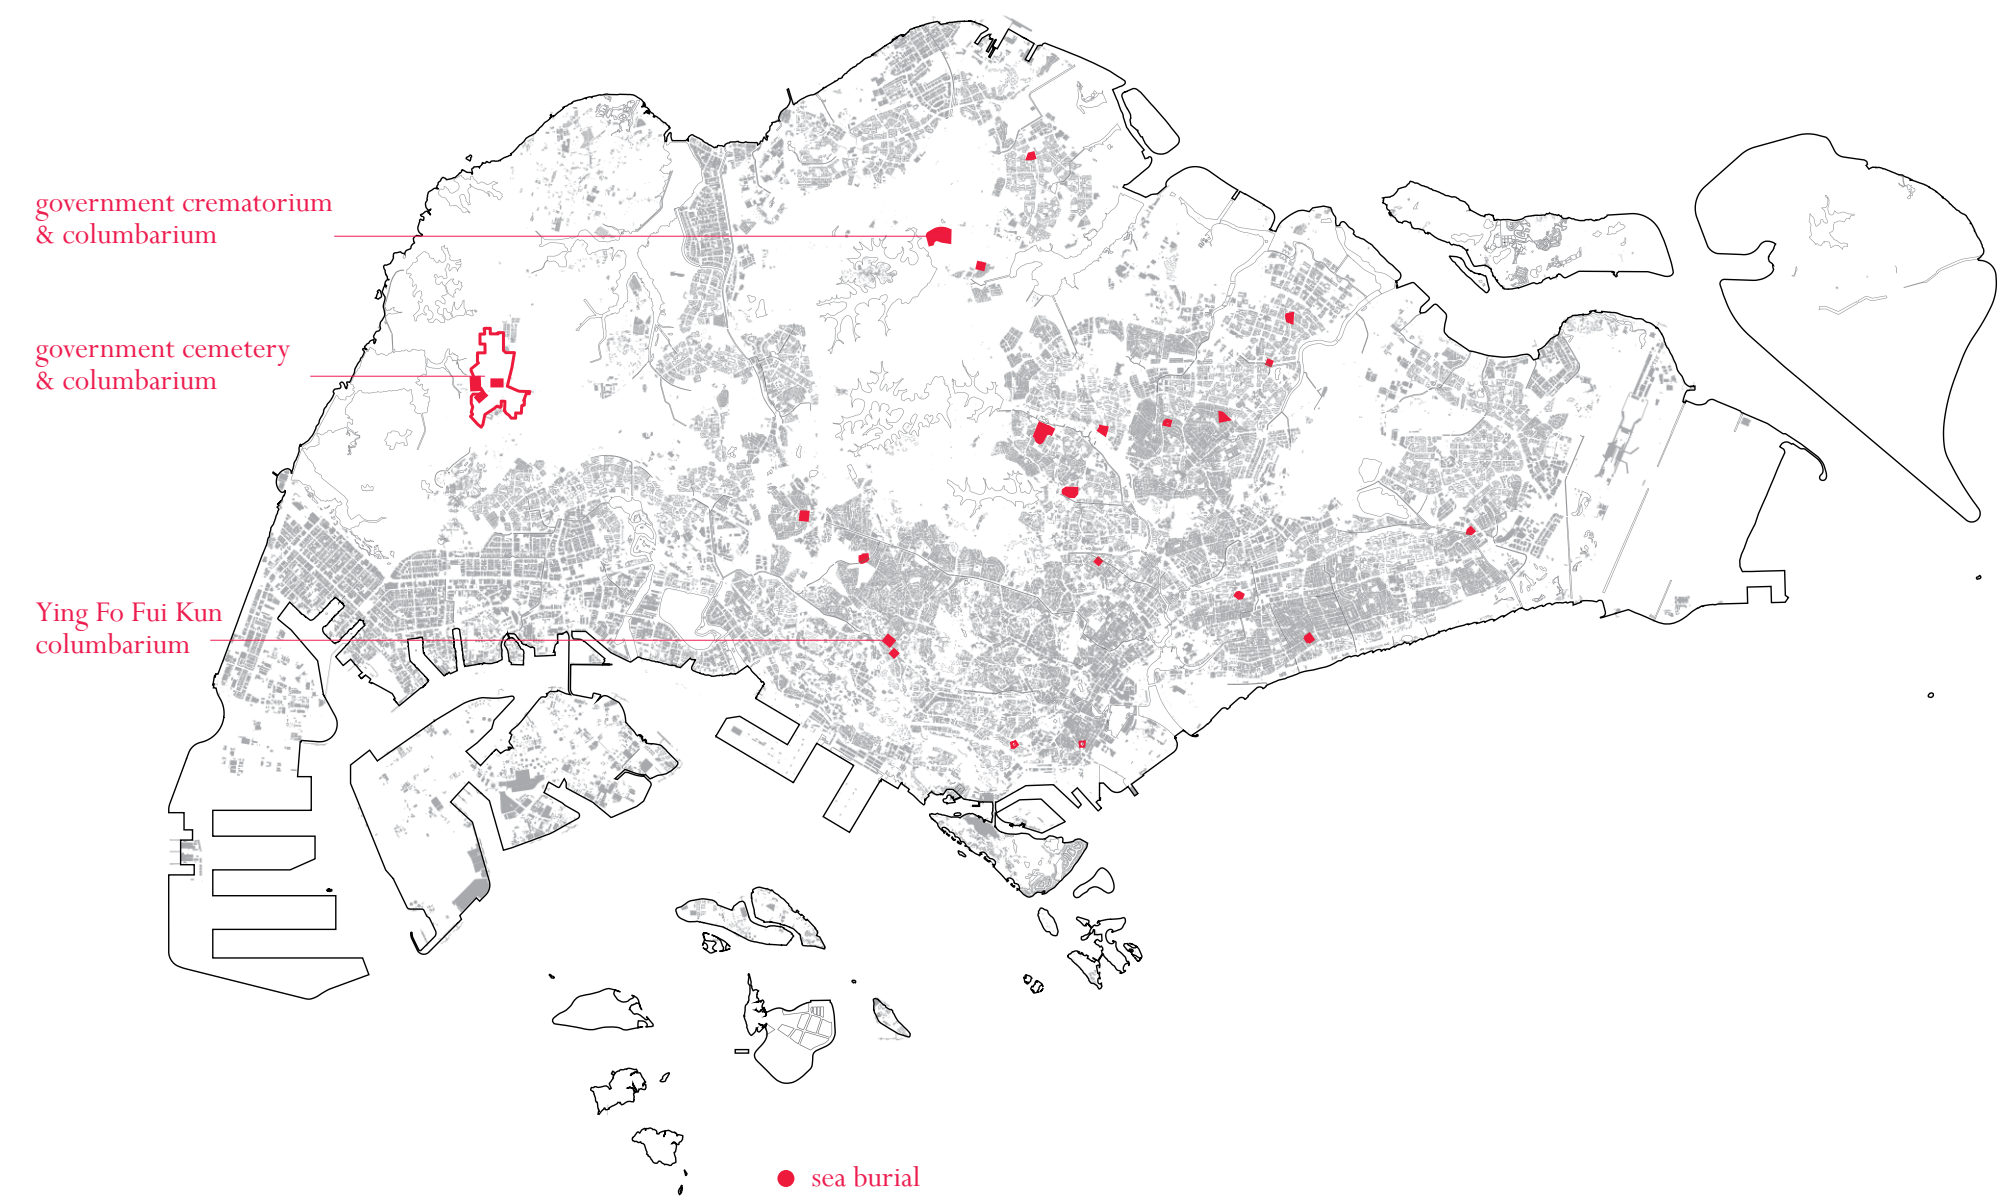 government crematorium
& columbarium
government cemetery
& columbarium
Ying Fo Fui Kun
columbarium
sea burial